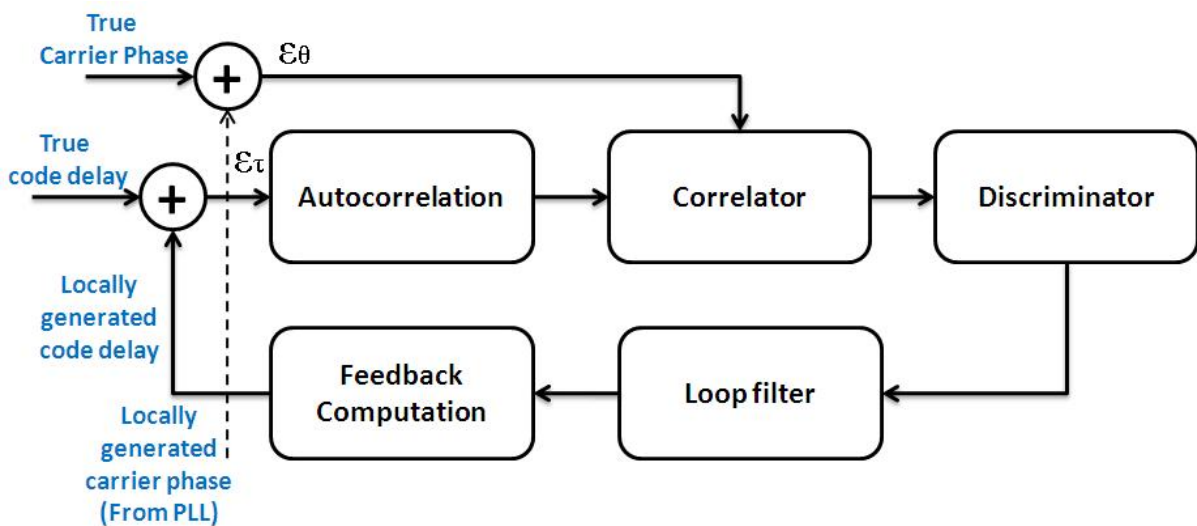 True
Carrier Phase
+
εθ
True
code delay
+
ετ
Autocorrelation
Correlator
Discriminator
Locally
generated
code delay
Feedback
Computation
Loop filter
Locally
generated
carrier phase
(From PLL)